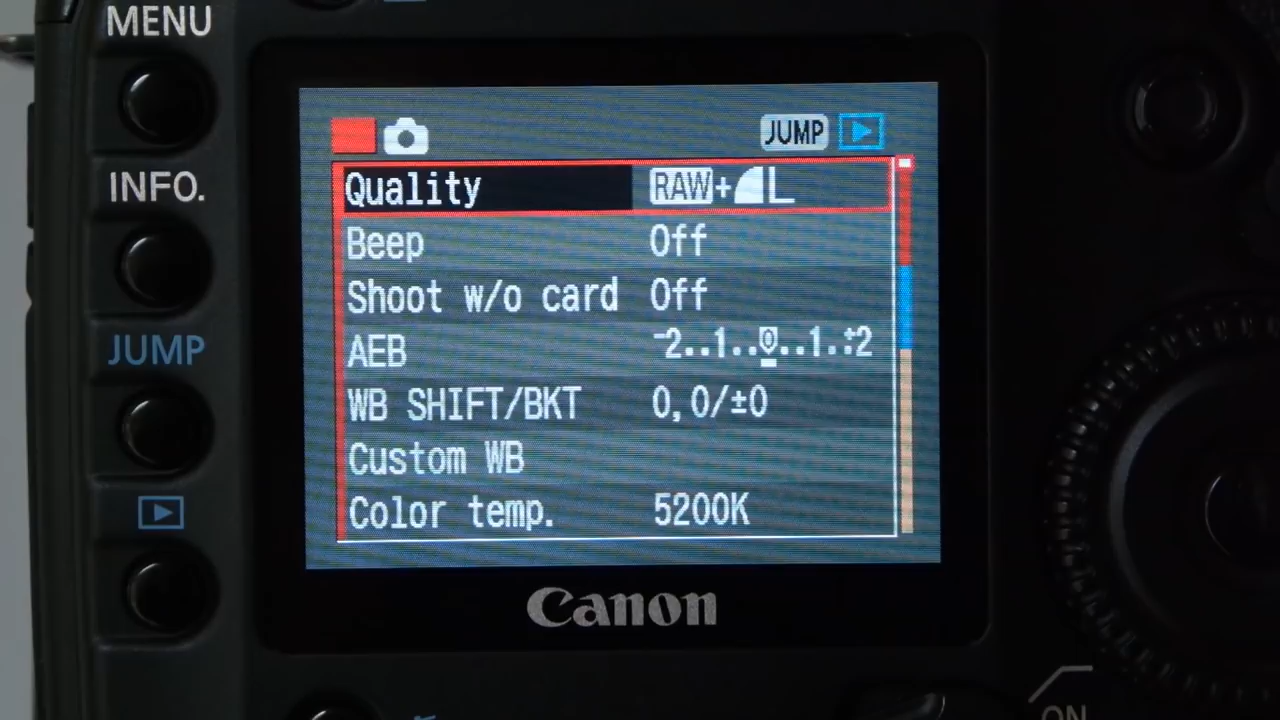 MENU
INFO.
JUMP
JUMP
Quality RAW+L
Beep Off
Shoot w/o card Off
AEB -2..1..0..1.:+2
WB SHIFT/BKT 0,0/±0
Custom WB
Color temp. 5200K
Canon
ON